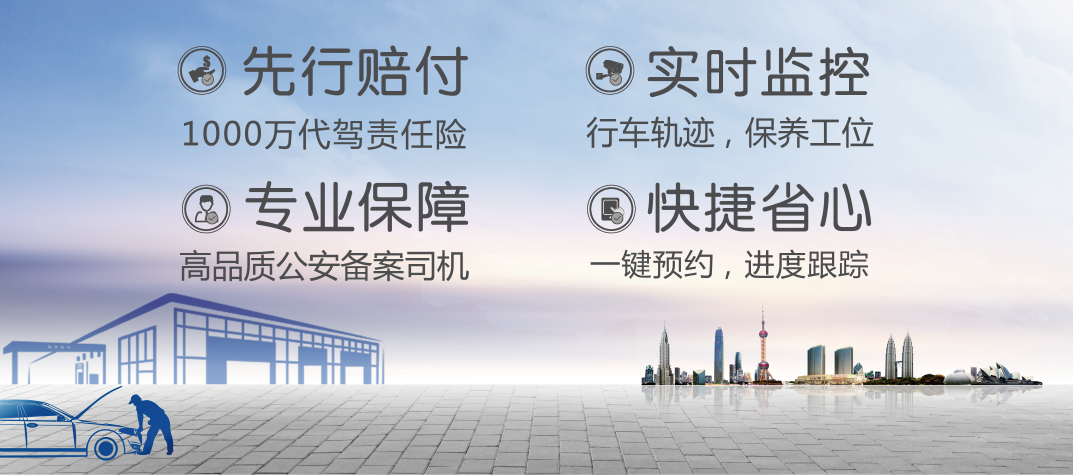 先行赔付
1000万代驾责任险
实时监控
行车轨迹，保养工位
专业保障
高品质公安备案司机
快捷省心
一键预约，进度跟踪